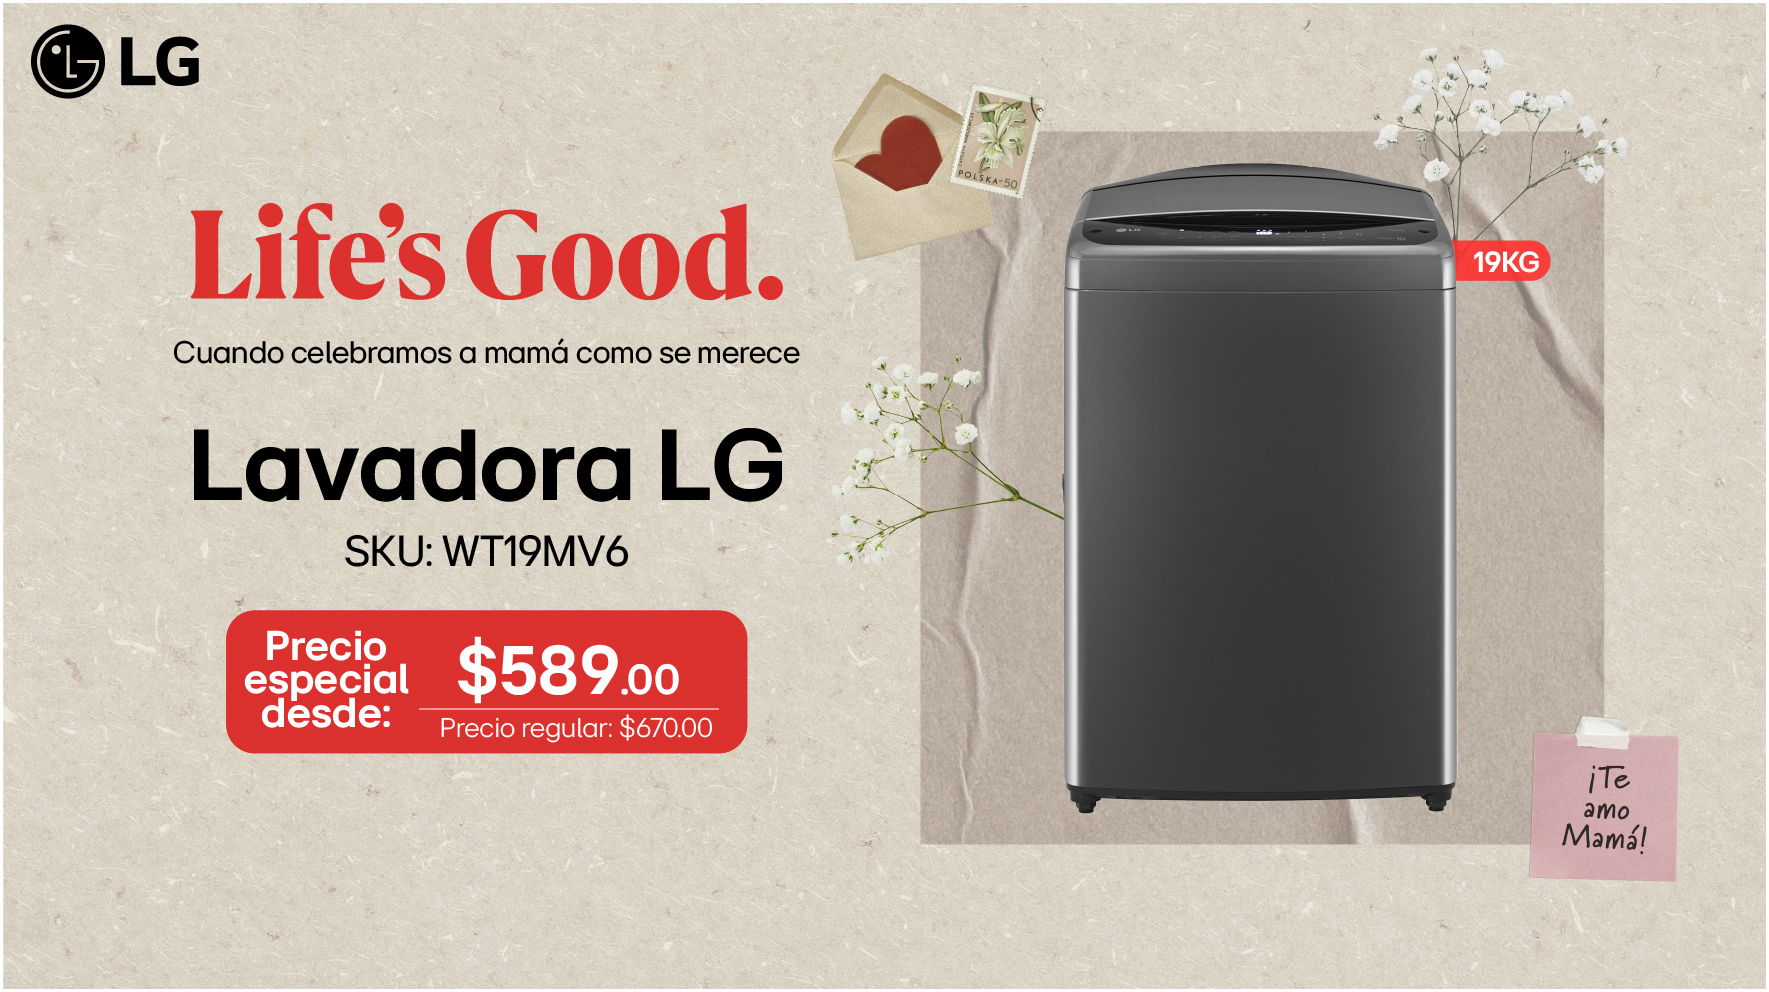 LG
Life's Good.
Cuando celebramos a mamá como se merece
Lavadora LG
SKU: WT19MV6
Precio
especial
desde:
$589.00
Precio regular: $670.00
POLSKA 50
LG
19KG
¡Te
amo
Mamá!